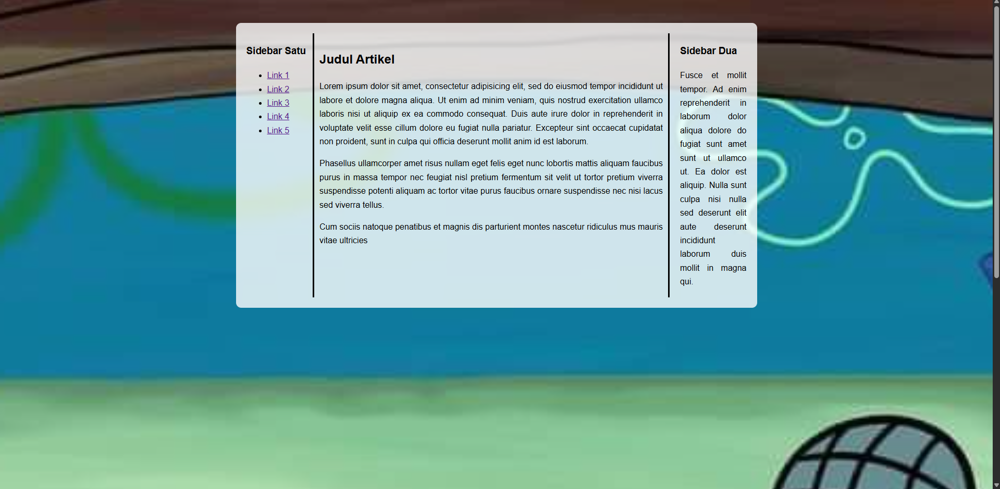 Sidebar Satu
Link 1
Link 2
Link 3
Link 4
Link 5
Judul Artikel
Lorem ipsum dolor sit amet, consectetur adipisicing elit, sed do eiusmod tempor incididunt ut
labore et dolore magna aliqua. Ut enim ad minim veniam, quis nostrud exercitation ullamco
laboris nisi ut aliquip ex ea commodo consequat. Duis aute irure dolor in reprehenderit in
voluptate velit esse cillum dolore eu fugiat nulla pariatur. Excepteur sint occaecat cupidatat
non proident, sunt in culpa qui officia deserunt mollit anim id est laborum.
Phasellus ullamcorper amet risus nullam eget felis eget nunc lobortis mattis aliquam faucibus
purus in massa tempor nec feugiat nisl pretium fermentum sit velit ut tortor pretium viverra
suspendisse potenti aliquam ac tortor vitae purus faucibus ornare suspendisse nec nisi lacus
sed viverra tellus.
Cum sociis natoque penatibus et magnis dis parturient montes nascetur ridiculus mus mauris
vitae ultricies
Sidebar Dua
Fusce et mollit
tempor. Ad enim
reprehenderit in
laborum dolor
aliqua dolore do
fugiat sunt amet
sunt ut ullamco
ut. Ea dolor est
aliquip. Nulla sunt
culpa nisi nulla
sed deserunt elit
aute deserunt
incididunt
laborum duis
mollit in magna
qui.